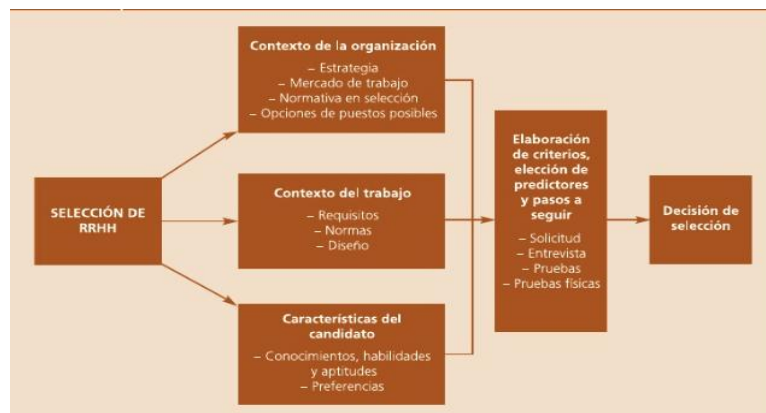 SELECCIÓN DE
RRHH
Contexto de la organización
– Estrategia
– Mercado de trabajo
– Normativa en selección
– Opciones de puestos posibles
Contexto del trabajo
– Requisitos
– Normas
– Diseño
Características del
candidato
– Conocimientos, habilidades
y aptitudes
– Preferencias
Elaboración
de criterios,
elección de
predictores
y pasos a
seguir
– Solicitud
– Entrevista
– Pruebas
– Pruebas físicas
Decisión de
selección